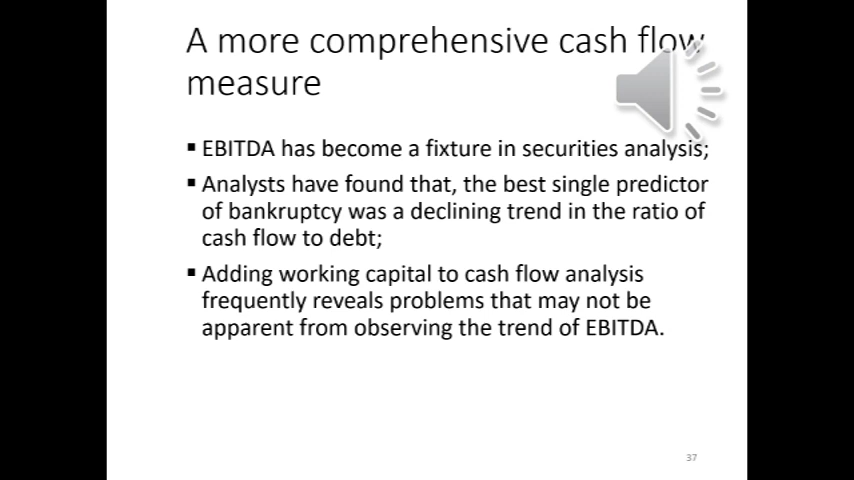 A more comprehensive cash flow
measure
▪ EBITDA has become a fixture in securities analysis;
▪ Analysts have found that, the best single predictor
of bankruptcy was a declining trend in the ratio of
cash flow to debt;
▪ Adding working capital to cash flow analysis
frequently reveals problems that may not be
apparent from observing the trend of EBITDA.
37